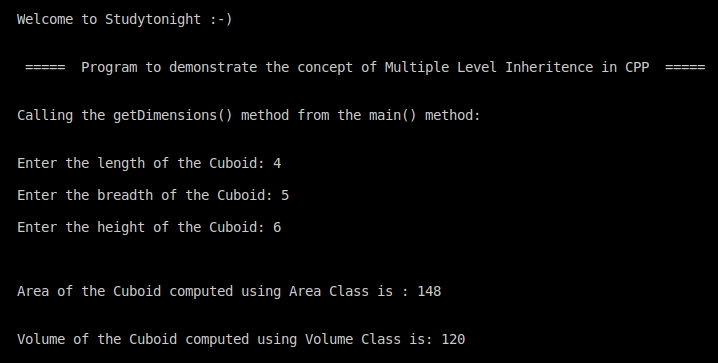 Welcome to Studytonight :-)
===== Program to demonstrate the concept of Multiple Level Inheritence in CPP =====
Calling the getDimensions() method from the main() method:
Enter the length of the Cuboid: 4
Enter the breadth of the Cuboid: 5
Enter the height of the Cuboid: 6
Area of the Cuboid computed using Area Class is : 148
Volume of the Cuboid computed using Volume Class is: 120